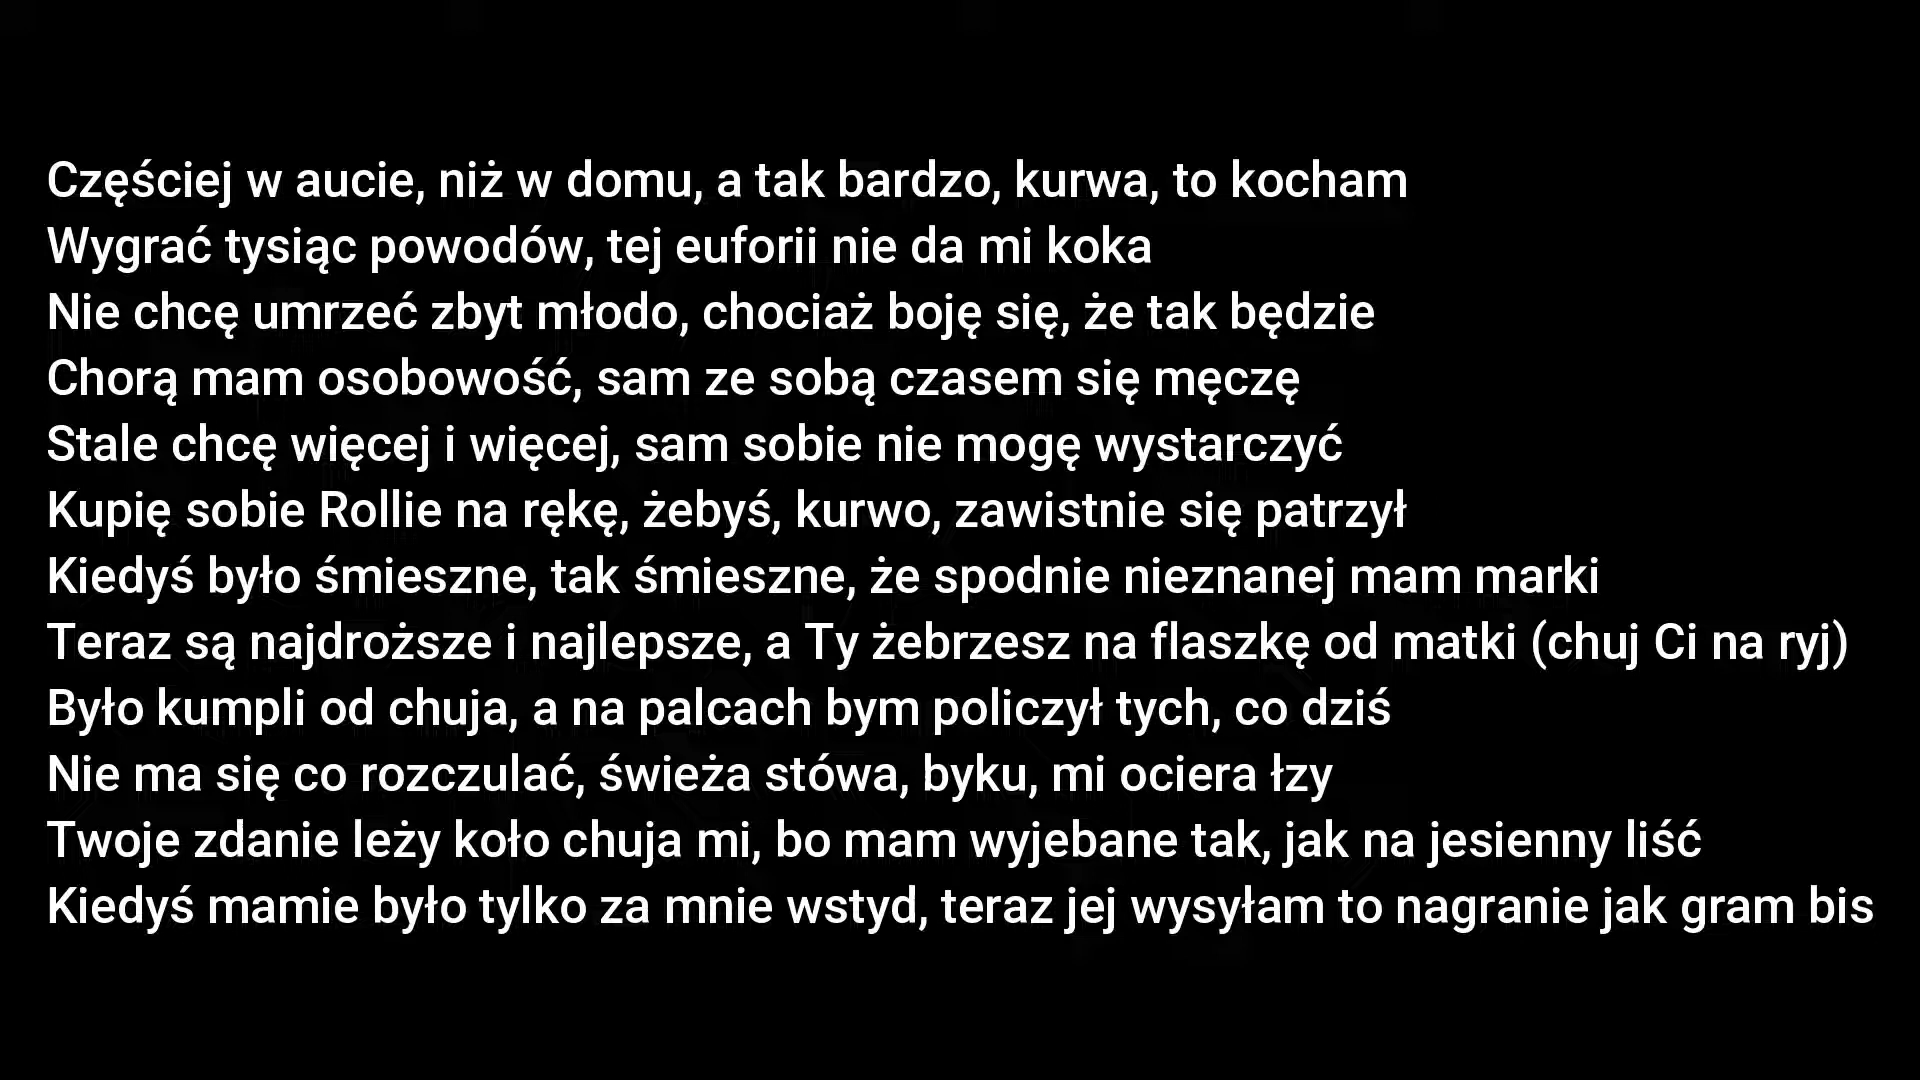 Częściej w aucie, niż w domu, a tak bardzo, kurwa, to kocham
Wygrać tysiąc powodów, tej euforii nie da mi koka
Nie chcę umrzeć zbyt młodo, chociaż boję się, że tak będzie
Chorą mam osobowość, sam ze sobą czasem się męczę
Stale chcę więcej i więcej, sam sobie nie mogę wystarczyć
Kupię sobie Rollie na rękę, żebyś, kurwo, zawistnie się patrzył
Kiedyś było śmieszne, tak śmieszne, że spodnie nieznanej mam marki
Teraz są najdroższe i najlepsze, a Ty żebrzesz na flaszkę od matki (chuj Ci na ryj)
Było kumpli od chuja, a na palcach bym policzył tych, co dziś
Nie ma się co rozczulać, świeża stówa, byku, mi ociera łzy
Twoje zdanie leży koło chuja mi, bo mam wyjebane tak, jak na jesienny liść
Kiedyś mamie było tylko za mnie wstyd, teraz jej wysyłam to nagranie jak gram bis